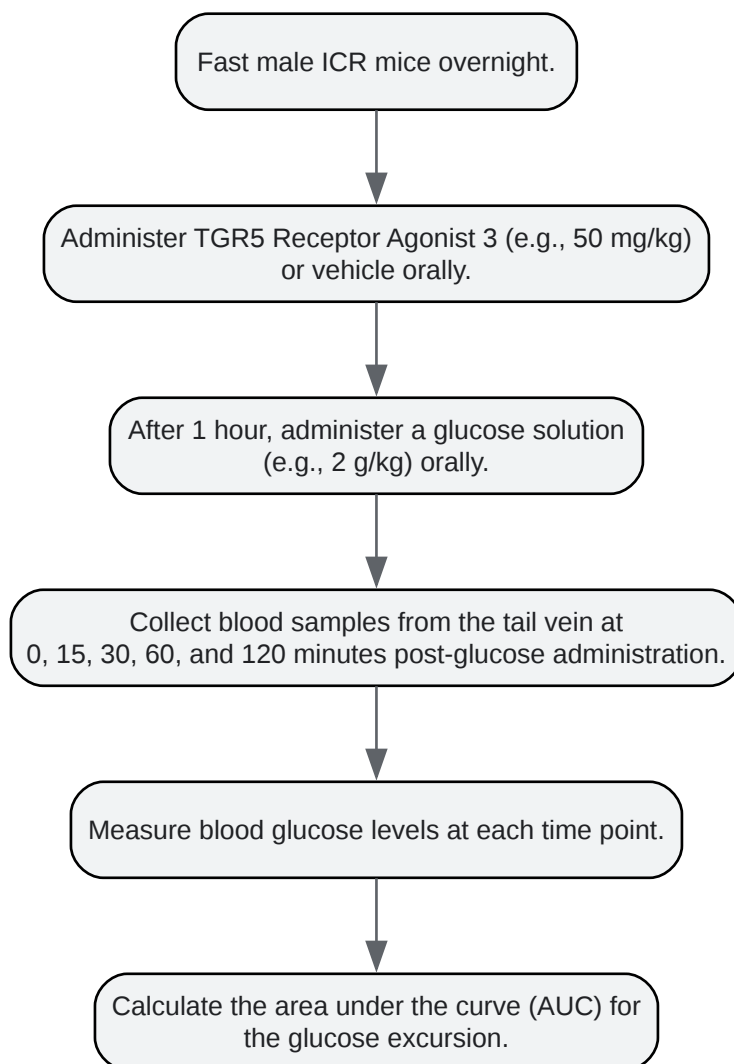 Fast male ICR mice overnight.
Administer TGR5 Receptor Agonist 3 (e.g., 50 mg/kg)
or vehicle orally.
After 1 hour, administer a glucose solution
(e.g., 2 g/kg) orally.
Collect blood samples from the tail vein at
0, 15, 30, 60, and 120 minutes post-glucose administration.
Measure blood glucose levels at each time point.
Calculate the area under the curve (AUC) for
the glucose excursion.